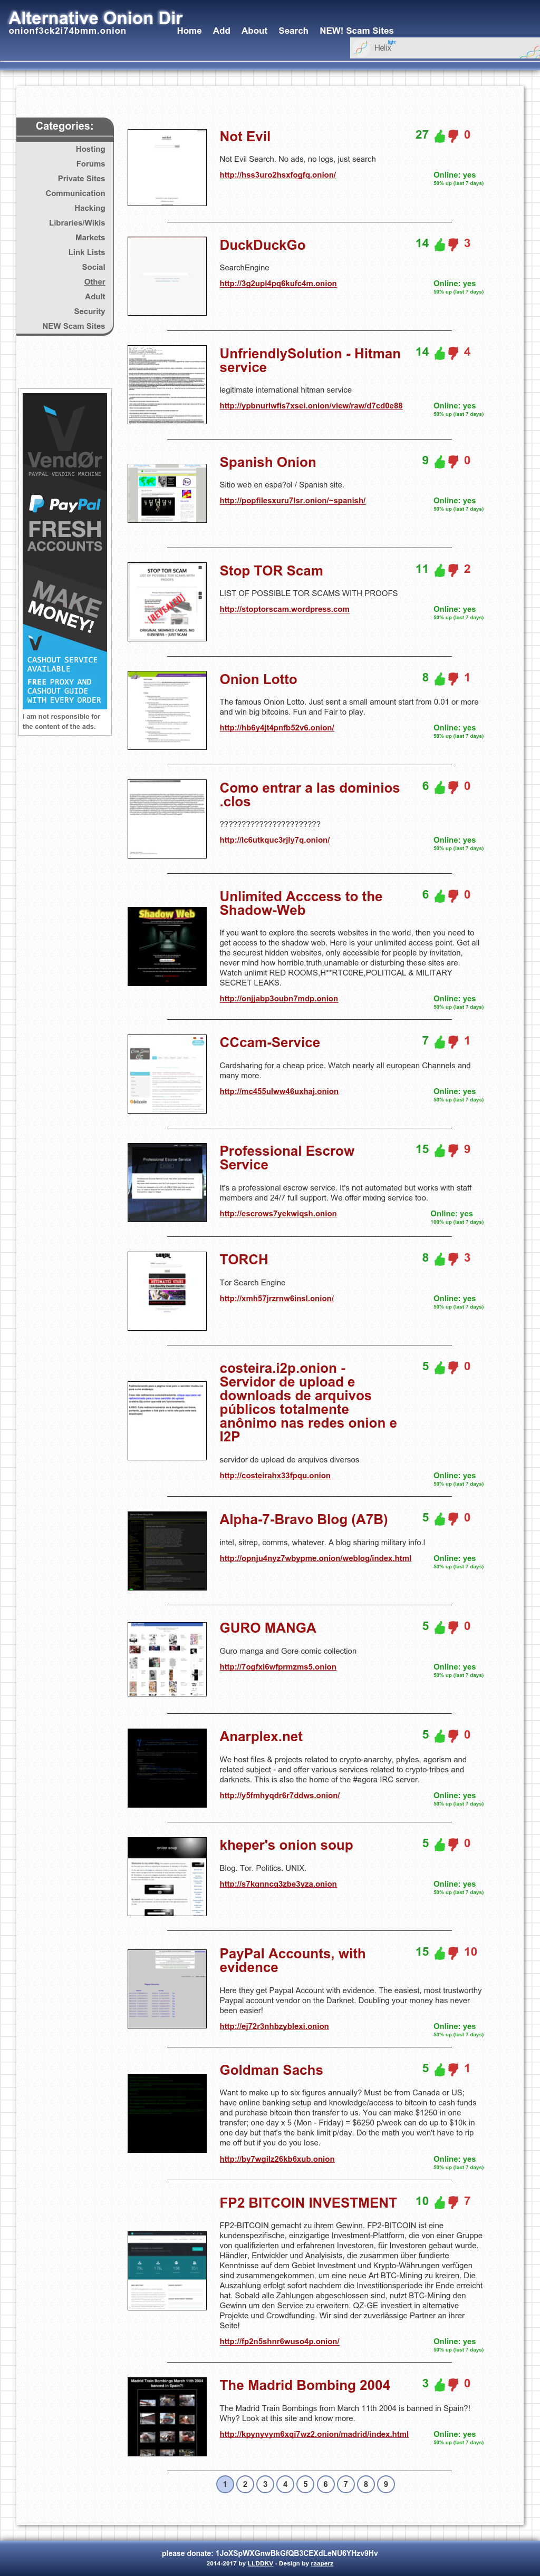 Alternative Onion Dir
onionf3ck2i74bmm.onion
Home Add About Search NEW! Scam Sites
Helix light
Categories:
Hosting
Forums
Private Sites
Communication
Hacking
Libraries/Wikis
Markets
Link Lists
Social
Other
Adult
Security
NEW Scam Sites
VendØr
PAYPAL VENDING MACHINE
PayPal
FRESH
ACCOUNTS
MAKE
MONEY!
CASHOUT SERVICE
AVAILABLE
FREE PROXY AND
CASHOUT GUIDE
WITH EVERY ORDER
I am not responsible for
the content of the ads.
Not Evil
27 0
Not Evil Search. No ads, no logs, just search
http://hss3uro2hsxfogfq.onion/
Online: yes
50% up (last 7 days)
DuckDuckGo
14 3
SearchEngine
http://3g2upl4pq6kufc4m.onion
Online: yes
50% up (last 7 days)
UnfriendlySolution - Hitman
service
14 4
legitimate international hitman service
http://ypbnurlwfis7xsei.onion/view/raw/d7cd0e88
Online: yes
50% up (last 7 days)
Spanish Onion
9 0
Sitio web en espa?ol / Spanish site.
http://popfilesxuru7lsr.onion/~spanish/
Online: yes
50% up (last 7 days)
STOP TOR SCAM
Stop TOR Scam
11 2
LIST OF POSSIBLE TOR SCAMS WITH PROOFS
http://stoptorscam.wordpress.com
Online: yes
50% up (last 7 days)
Onion Lotto
8 1
The famous Onion Lotto. Just sent a small amount start from 0.01 or more
and win big bitcoins. Fun and Fair to play.
http://hb6y4jt4pnfb52v6.onion/
Online: yes
50% up (last 7 days)
Como entrar a las dominios
.clos
6 0
???????????????????????
http://lc6utkquc3rjly7q.onion/
Online: yes
50% up (last 7 days)
Shadow Web
Unlimited Acccess to the
Shadow-Web
6 0
If you want to explore the secrets websites in the world, then you need to
get access to the shadow web. Here is your unlimited access point. Get all
the securest hidden websites, only accessible for people by invitation,
never mind how horrible,truth,unamable or disturbing these sites are.
Watch unlimit RED ROOMS,H**RTC0RE,POLITICAL & MILITARY
SECRET LEAKS.
http://onjjabp3oubn7mdp.onion
Online: yes
50% up (last 7 days)
CCcam-Service
7 1
Cardsharing for a cheap price. Watch nearly all european Channels and
many more.
http://mc455ulww46uxhaj.onion
Online: yes
50% up (last 7 days)
Professional Escrow Service
Professional Escrow
Service
15 9
It's a professional escrow service. It's not automated but works with staff
members and 24/7 full support. We offer mixing service too.
http://escrows7yekwiqsh.onion
Online: yes
100% up (last 7 days)
TORCH
8 3
Tor Search Engine
http://xmh57jrzrnw6insl.onion/
Online: yes
50% up (last 7 days)
costeira.i2p.onion -
Servidor de upload e
downloads de arquivos
públicos totalmente
anônimo nas redes onion e
I2P
5 0
servidor de upload de arquivos diversos
http://costeirahx33fpqu.onion
Online: yes
50% up (last 7 days)
Alpha-7-Bravo Blog (A7B)
5 0
intel, sitrep, comms, whatever. A blog sharing military info.l
http://opnju4nyz7wbypme.onion/weblog/index.html
Online: yes
50% up (last 7 days)
GURO MANGA
5 0
Guro manga and Gore comic collection
http://7ogfxi6wfprmzms5.onion
Online: yes
50% up (last 7 days)
Anarplex.net
5 0
We host files & projects related to crypto-anarchy, phyles, agorism and
related subject - and offer various services related to crypto-tribes and
darknets. This is also the home of the #agora IRC server.
http://y5fmhyqdr6r7ddws.onion/
Online: yes
50% up (last 7 days)
onion soup
kheper's onion soup
5 0
Blog. Tor. Politics. UNIX.
http://s7kgnncq3zbe3yza.onion
Online: yes
50% up (last 7 days)
PayPal Accounts, with
evidence
15 10
Here they get Paypal Account with evidence. The easiest, most trustworthy
Paypal account vendor on the Darknet. Doubling your money has never
been easier!
http://ej72r3nhbzyblexi.onion
Online: yes
50% up (last 7 days)
Goldman Sachs
5 1
Want to make up to six figures annually? Must be from Canada or US;
have online banking setup and knowledge/access to bitcoin to cash funds
and purchase bitcoin then transfer to us. You can make $1250 in one
transfer; one day x 5 (Mon - Friday) = $6250 p/week can do up to $10k in
one day but that's the bank limit p/day. Do the math you won't have to rip
me off but if you do you lose.
http://by7wgilz26kb6xub.onion
Online: yes
50% up (last 7 days)
FP2 BITCOIN INVESTMENT
10 7
FP2-BITCOIN gemacht zu ihrem Gewinn. FP2-BITCOIN ist eine
kundenspezifische, einzigartige Investment-Plattform, die von einer Gruppe
von qualifizierten und erfahrenen Investoren, für Investoren gebaut wurde.
Händler, Entwickler und Analysisists, die zusammen über fundierte
Kenntnisse auf dem Gebiet Investment und Krypto-Währungen verfügen
sind zusammengekommen, um eine neue Art BTC-Mining zu kreiren. Die
Auszahlung erfolgt sofort nachdem die Investitionsperiode ihr Ende erreicht
hat. Sobald alle Zahlungen abgeschlossen sind, nutzt BTC-Mining den
Gewinn um den Service zu erweitern. QZ-GE investiert in alternative
Projekte und Crowdfunding. Wir sind der zuverlässige Partner an ihrer
Seite!
http://fp2n5shnr6wuso4p.onion/
Online: yes
50% up (last 7 days)
Madrid Train Bombings March 11th 2004
banned in Spain?!
The Madrid Bombing 2004
3 0
The Madrid Train Bombings from March 11th 2004 is banned in Spain?!
Why? Look at this site and know more.
http://kpynyvym6xqi7wz2.onion/madrid/index.html
Online: yes
50% up (last 7 days)
1 2 3 4 5 6 7 8 9
please donate: 1JoXSpWXGnwBkGfQB3CEXdLeNU6YHzv9Hv
2014-2017 by LLDDKV - Design by raaperz